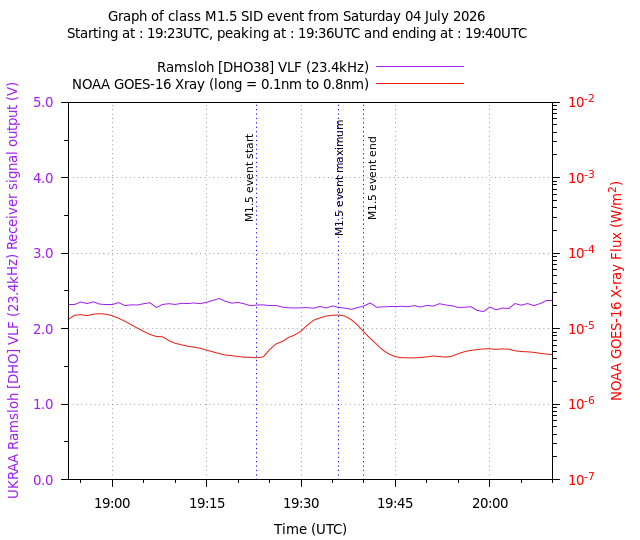 Graph of class M1.5 SID event from Saturday 04 July 2026
Starting at : 19:23UTC, peaking at : 19:36UTC and ending at : 19:40UTC
Ramsloh [DHO38] VLF (23.4kHz)
NOAA GOES-16 Xray (long = 0.1nm to 0.8nm)
UKRAA Ramsloh [DHO] VLF (23.4kHz) Receiver signal output (V)
5.0
4.0
3.0
2.0
1.0
0.0
M1.5 event start
M1.5 event maximum
M1.5 event end
10-2
10-3
10-4
10-5
10-6
10-7
NOAA GOES-16 X-ray Flux (W/m2)
19:00 19:15 19:30 19:45 20:00
Time (UTC)